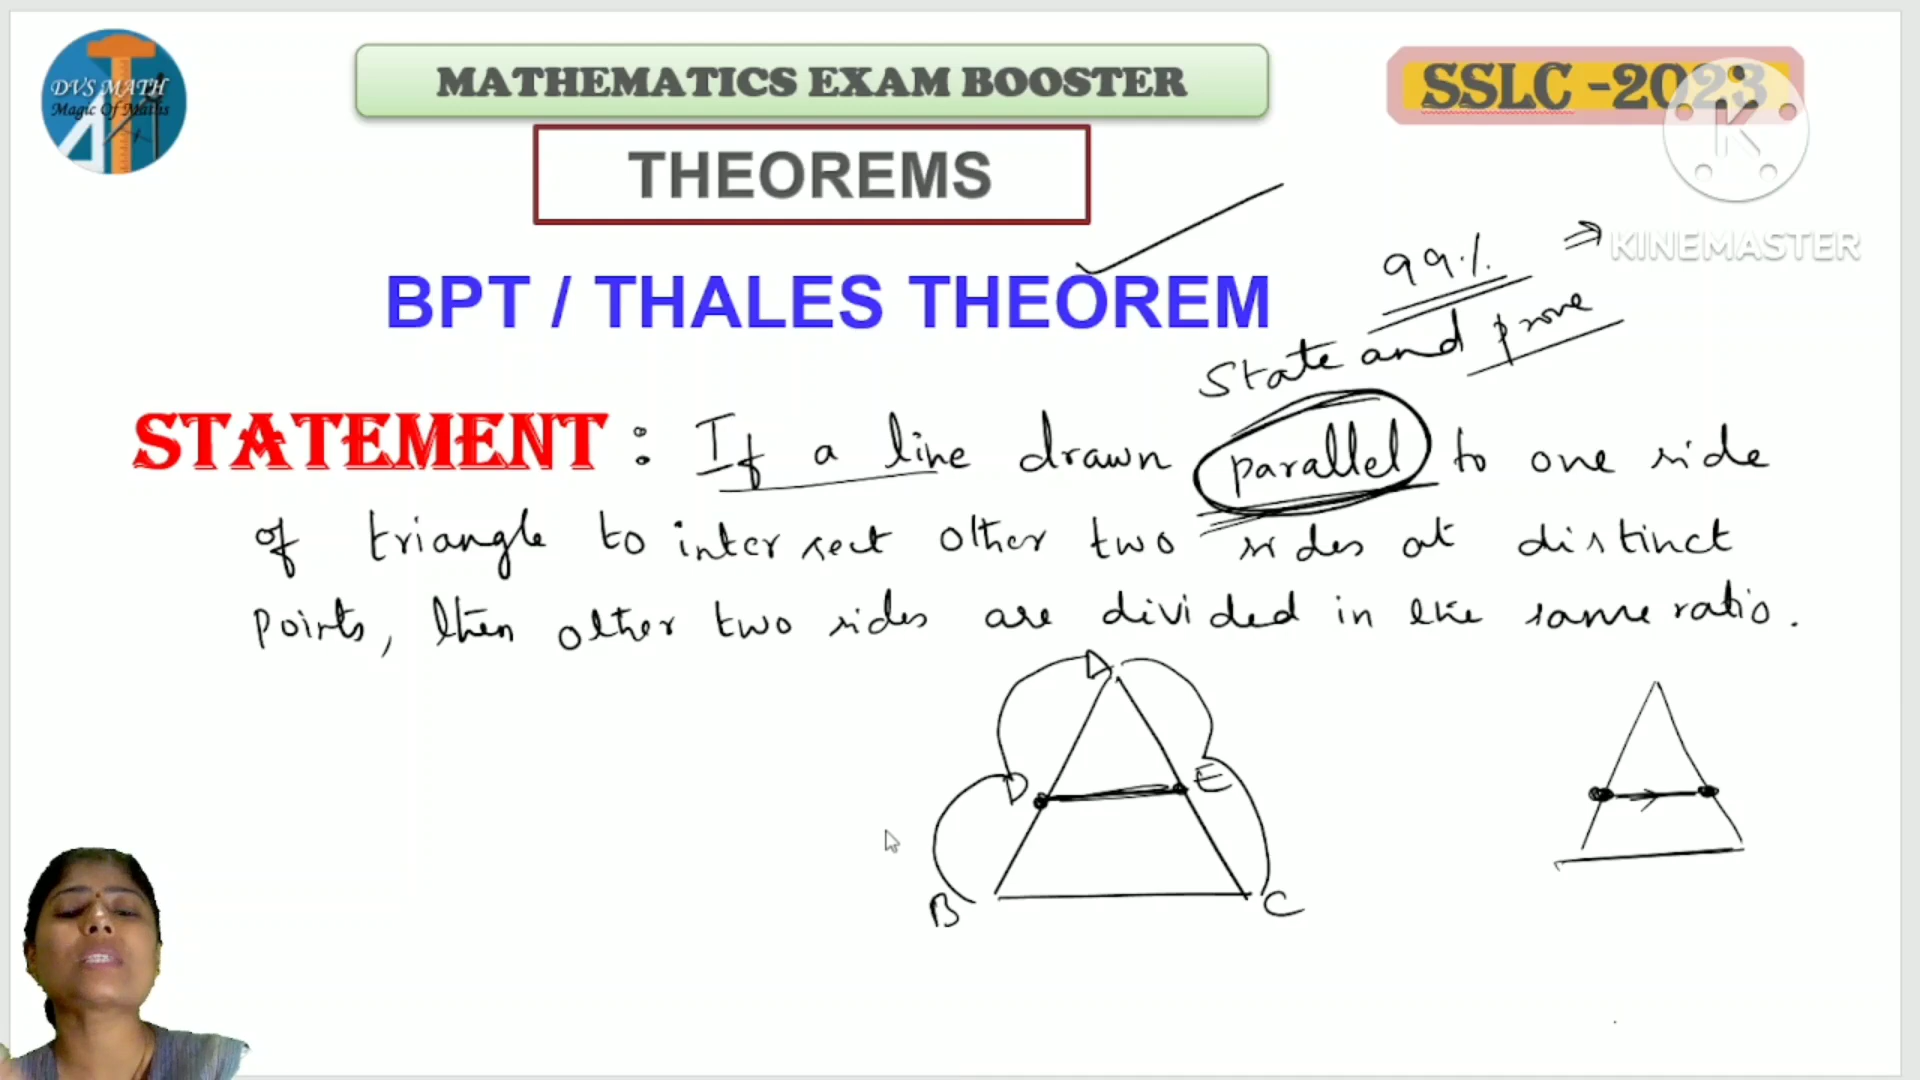 DVS MATH
Magic Of Maths
MATHEMATICS EXAM BOOSTER
SSLC -2023
THEOREMS
KINEMASTER
BPT / THALES THEOREM
99%
State and prove
STATEMENT : If a line drawn parallel to one side
of triangle to intersect other two sides at distinct
points, then other two sides are divided in the same ratio.
D E
B C